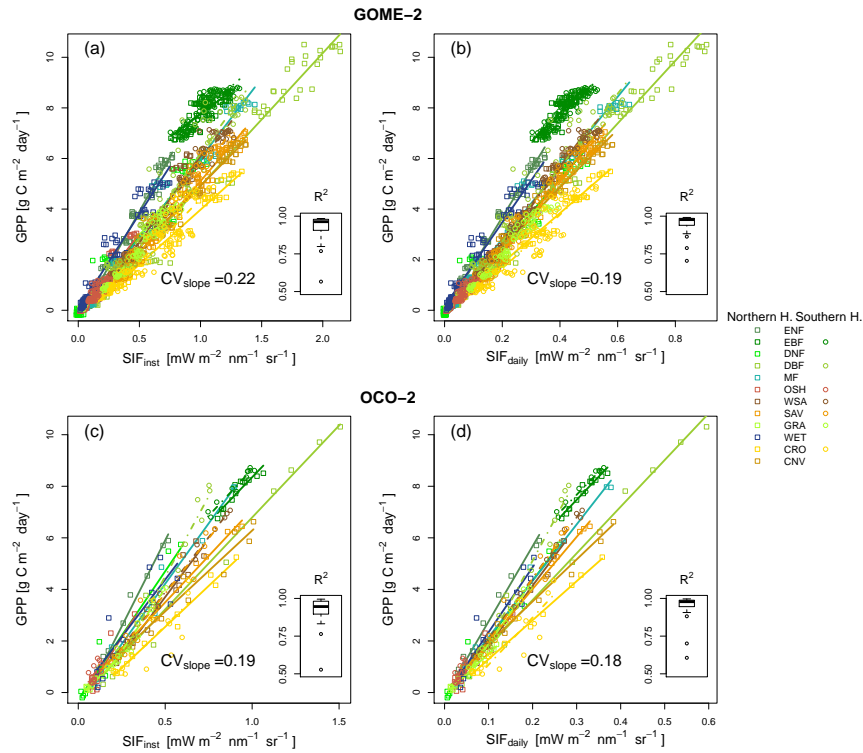 GOME-2
(a)
GPP [g C m⁻² day⁻¹]
10
8
6
4
2
0
R²
1.00
0.75
0.50
CVslope =0.22
0.0 0.5 1.0 1.5 2.0
SIFinst [mW m⁻² nm⁻¹ sr⁻¹]
(b)
GPP [g C m⁻² day⁻¹]
10
8
6
4
2
0
R²
1.00
0.75
0.50
CVslope =0.19
0.0 0.2 0.4 0.6 0.8
SIFdaily [mW m⁻² nm⁻¹ sr⁻¹]
Northern H. Southern H.
ENF
EBF
DNF
DBF
MF
OSH
WSA
SAV
GRA
WET
CRO
CNV
OCO-2
(c)
GPP [g C m⁻² day⁻¹]
10
8
6
4
2
0
R²
1.00
0.75
0.50
CVslope =0.19
0.0 0.5 1.0 1.5
SIFinst [mW m⁻² nm⁻¹ sr⁻¹]
(d)
GPP [g C m⁻² day⁻¹]
10
8
6
4
2
0
R²
1.00
0.75
0.50
CVslope =0.18
0.0 0.1 0.2 0.3 0.4 0.5 0.6
SIFdaily [mW m⁻² nm⁻¹ sr⁻¹]